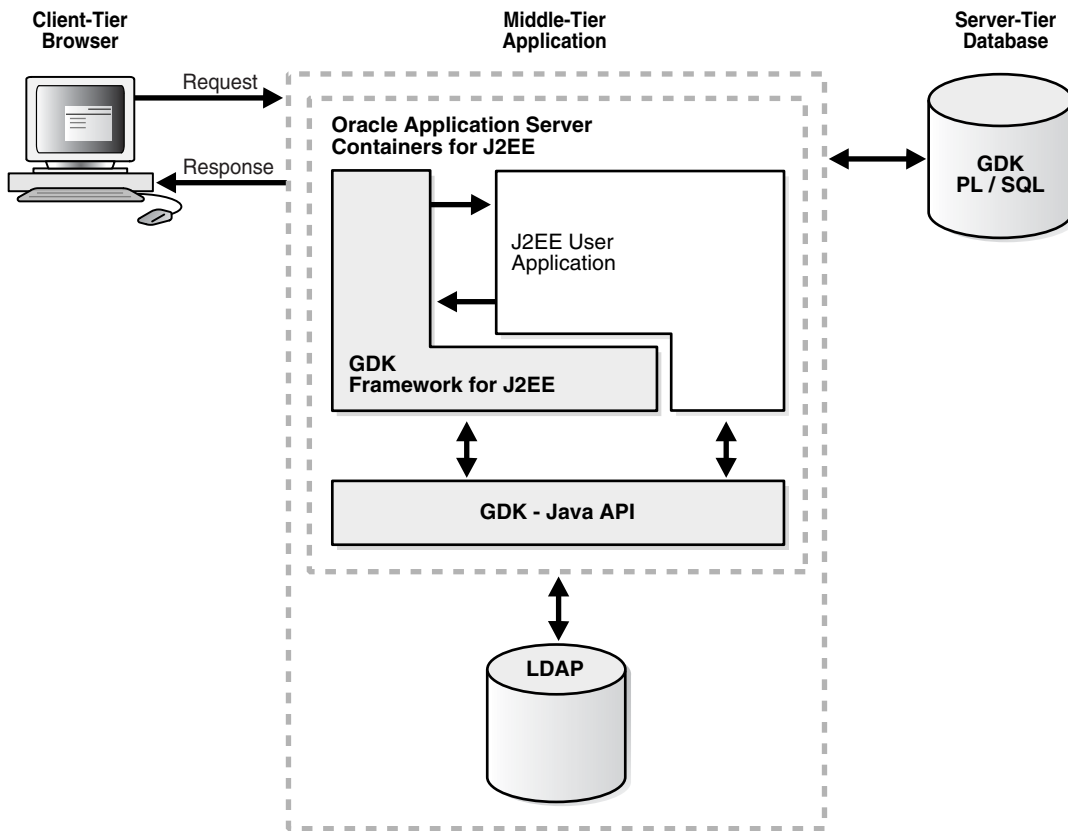 Client-Tier
Browser
Middle-Tier
Application
Server-Tier
Database
Request
Response
Oracle Application Server
Containers for J2EE
J2EE User
Application
GDK
Framework for J2EE
GDK - Java API
LDAP
GDK
PL / SQL